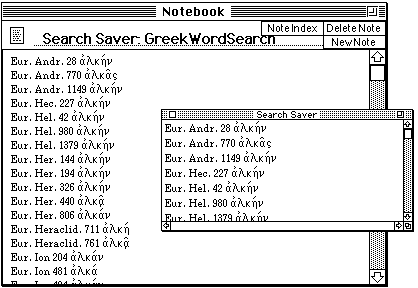 Notebook
Note Index
Delete Note
Search Saver: GreekWordSearch
New Note
Eur. Andr. 28 ἀλκήν
Eur. Andr. 770 ἀλκᾶς
Eur. Andr. 1149 ἀλκήν
Eur. Hec. 227 ἀλκήν
Eur. Hel. 42 ἀλκήν
Eur. Hel. 980 ἀλκήν
Eur. Hel. 1379 ἀλκήν
Eur. Her. 144 ἀλκήν
Eur. Her. 194 ἀλκήν
Eur. Her. 326 ἀλκήν
Eur. Her. 440 ἀλκᾷ
Eur. Her. 806 ἀλκάν
Eur. Heraclid. 711 ἀλκή
Eur. Heraclid. 761 ἀλκᾷ
Eur. Ion 204 ἀλκάν
Eur. Ion 481 ἀλκά
Search Saver
Eur. Andr. 28 ἀλκήν
Eur. Andr. 770 ἀλκᾶς
Eur. Andr. 1149 ἀλκήν
Eur. Hec. 227 ἀλκήν
Eur. Hel. 42 ἀλκήν
Eur. Hel. 980 ἀλκήν
Eur. Hel. 1379 ἀλκήν